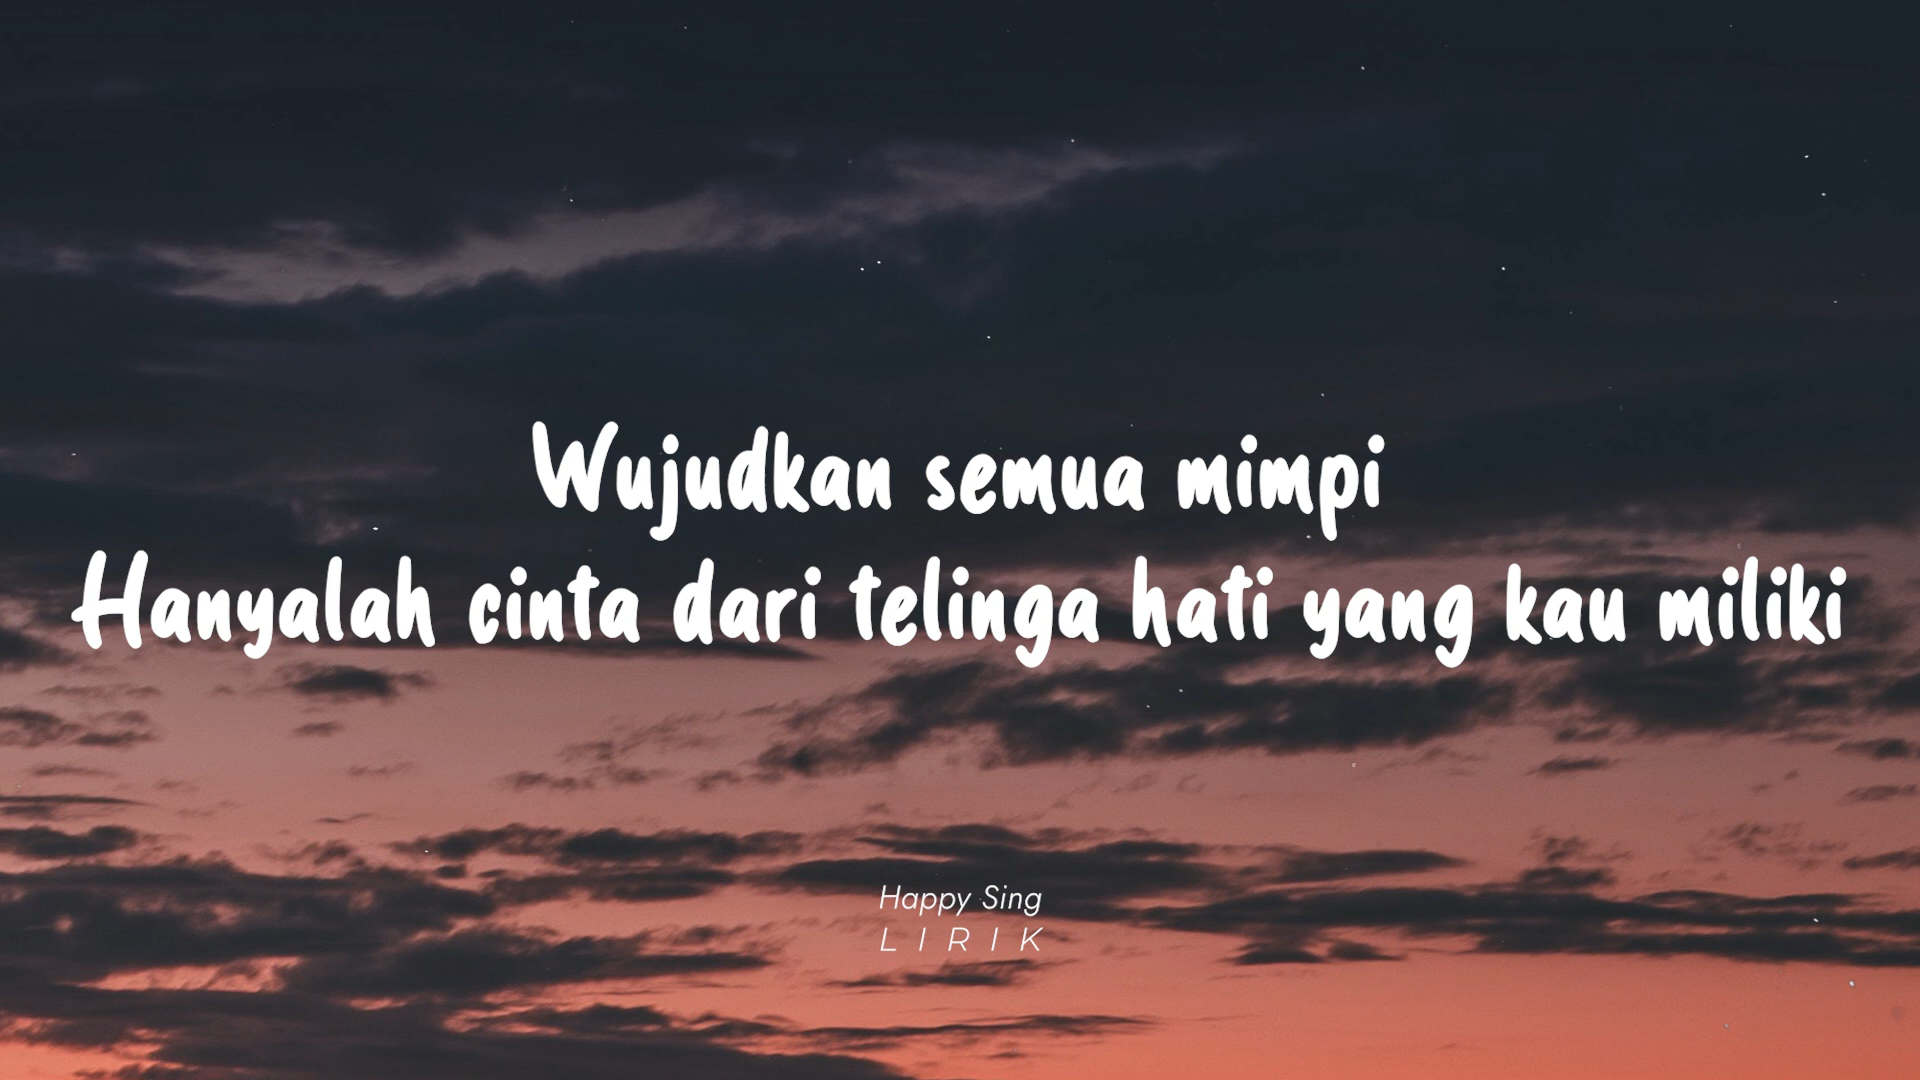 Wujudkan semua mimpi
Hanyalah cinta dari telinga hati yang kau miliki
Happy Sing
LIRIK